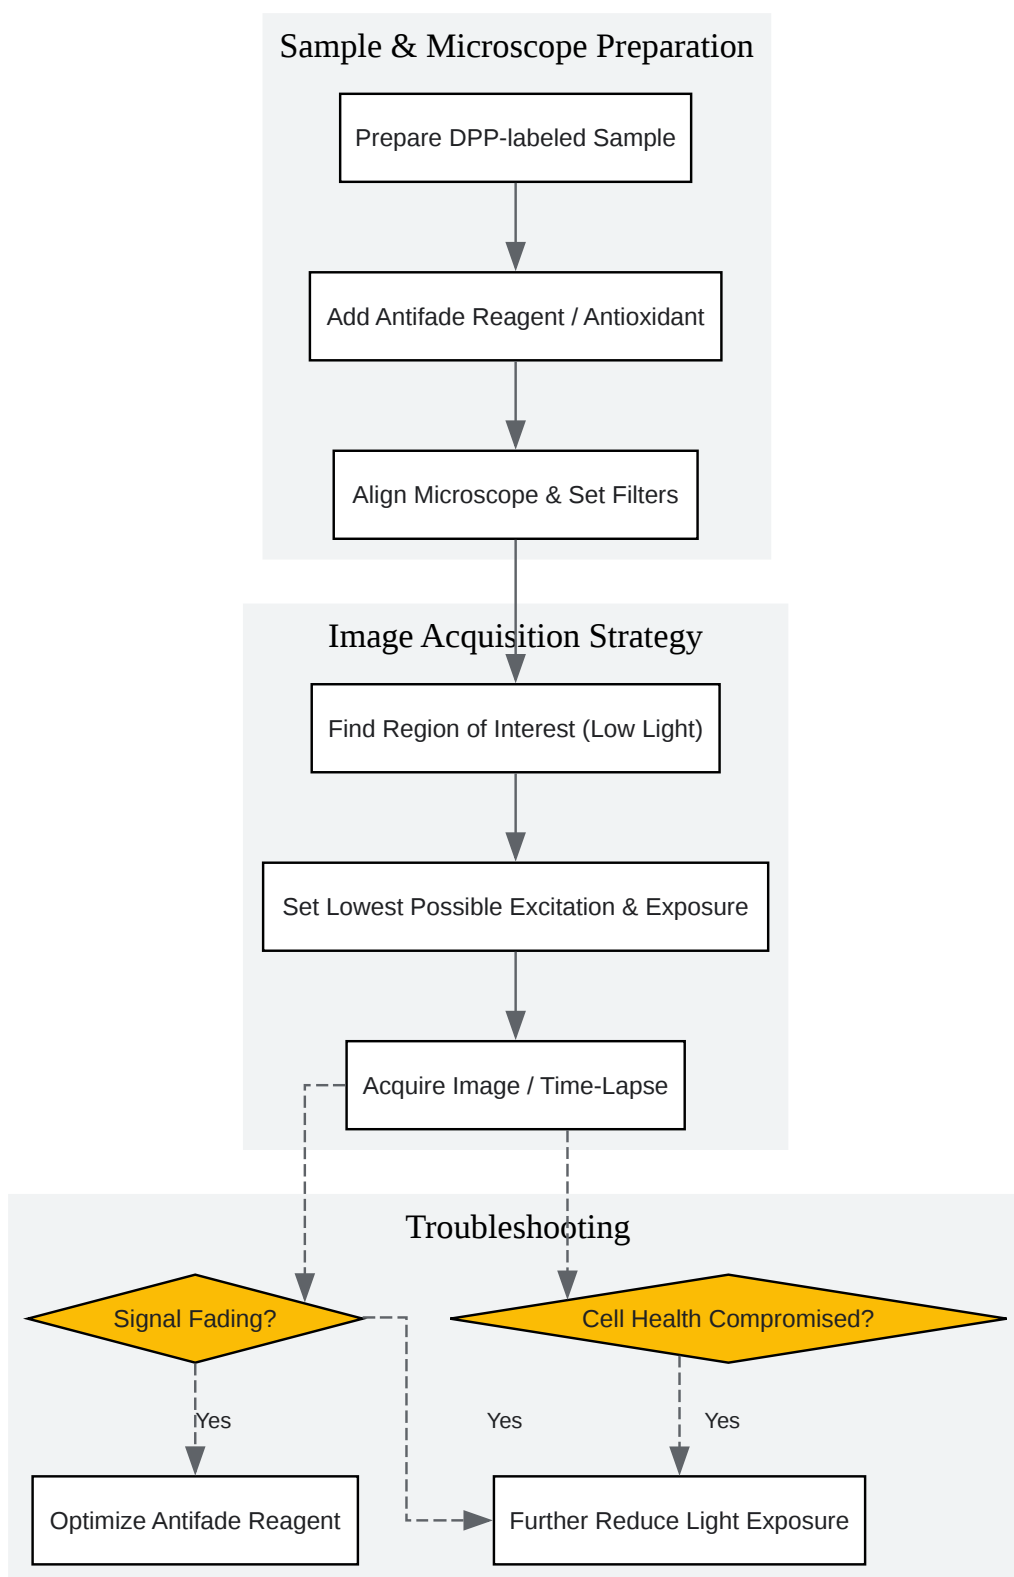 Sample & Microscope Preparation
Prepare DPP-labeled Sample
Add Antifade Reagent / Antioxidant
Align Microscope & Set Filters
Image Acquisition Strategy
Find Region of Interest (Low Light)
Set Lowest Possible Excitation & Exposure
Acquire Image / Time-Lapse
Troubleshooting
Signal Fading?
Cell Health Compromised?
Yes
Yes
Yes
Optimize Antifade Reagent
Further Reduce Light Exposure